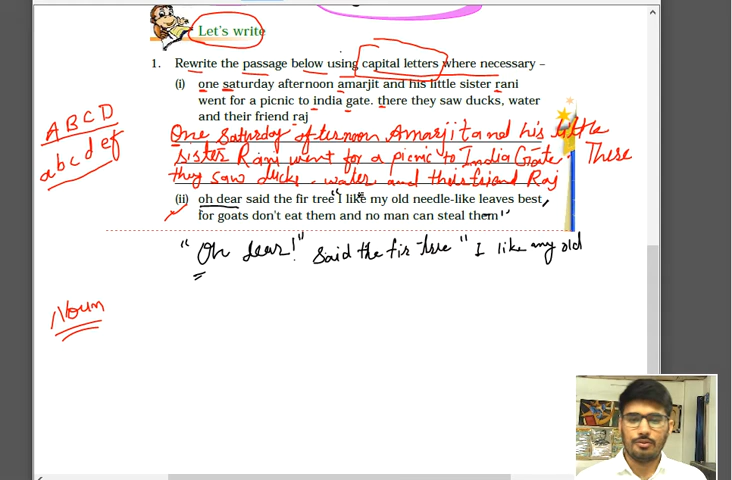 Let's write
1. Rewrite the passage below using capital letters where necessary –
(i) one saturday afternoon amarjit and his little sister rani
went for a picnic to india gate. there they saw ducks, water
and their friend raj
A B C D
a b c d e f
One Saturday afternoon Amarjit and his little
Sister Rani went for a picnic to India Gate. There
they saw ducks, water and their friend Raj
(ii) oh dear said the fir tree "I like my old needle-like leaves best,
for goats don't eat them and no man can steal them"
"Oh dear!" Said the fir tree "I like my old
Noun